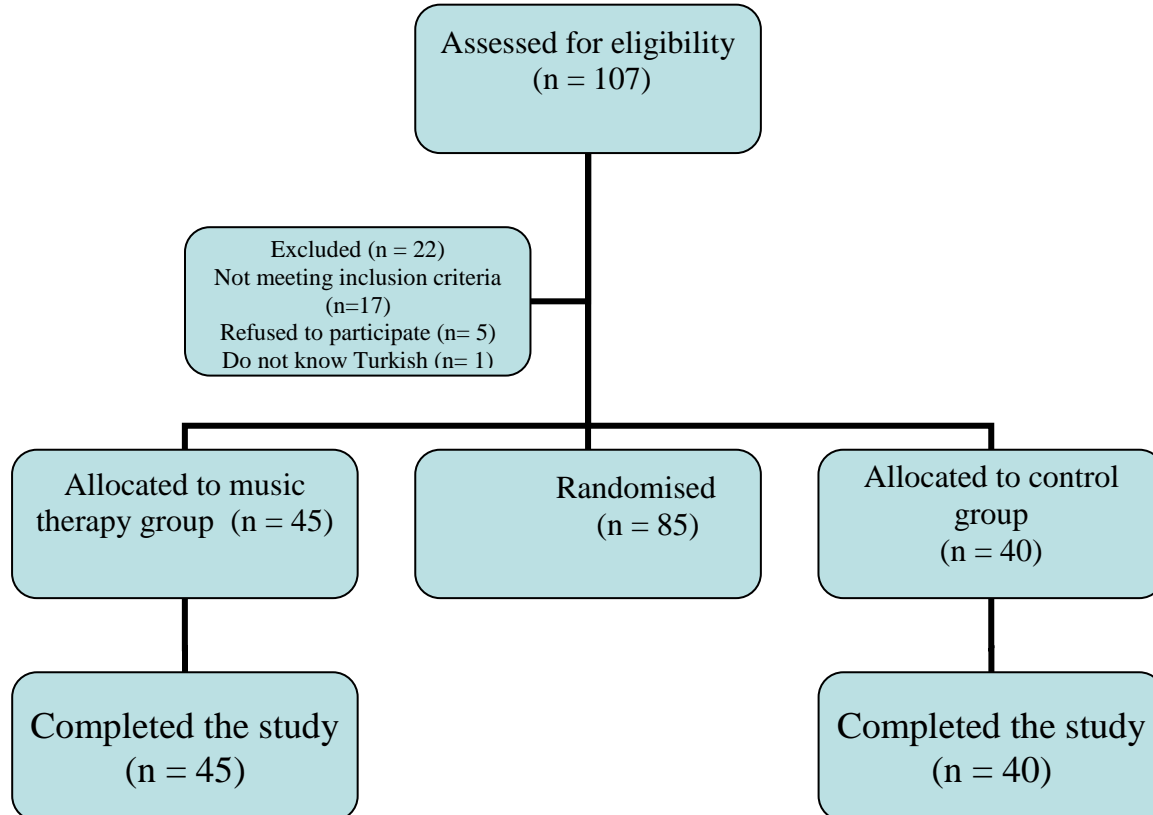 Assessed for eligibility
(n = 107)
Excluded (n = 22)
Not meeting inclusion criteria
(n=17)
Refused to participate (n= 5)
Do not know Turkish (n= 1)
Allocated to music
therapy group (n = 45)
Randomised
(n = 85)
Allocated to control
group
(n = 40)
Completed the study
(n = 45)
Completed the study
(n = 40)